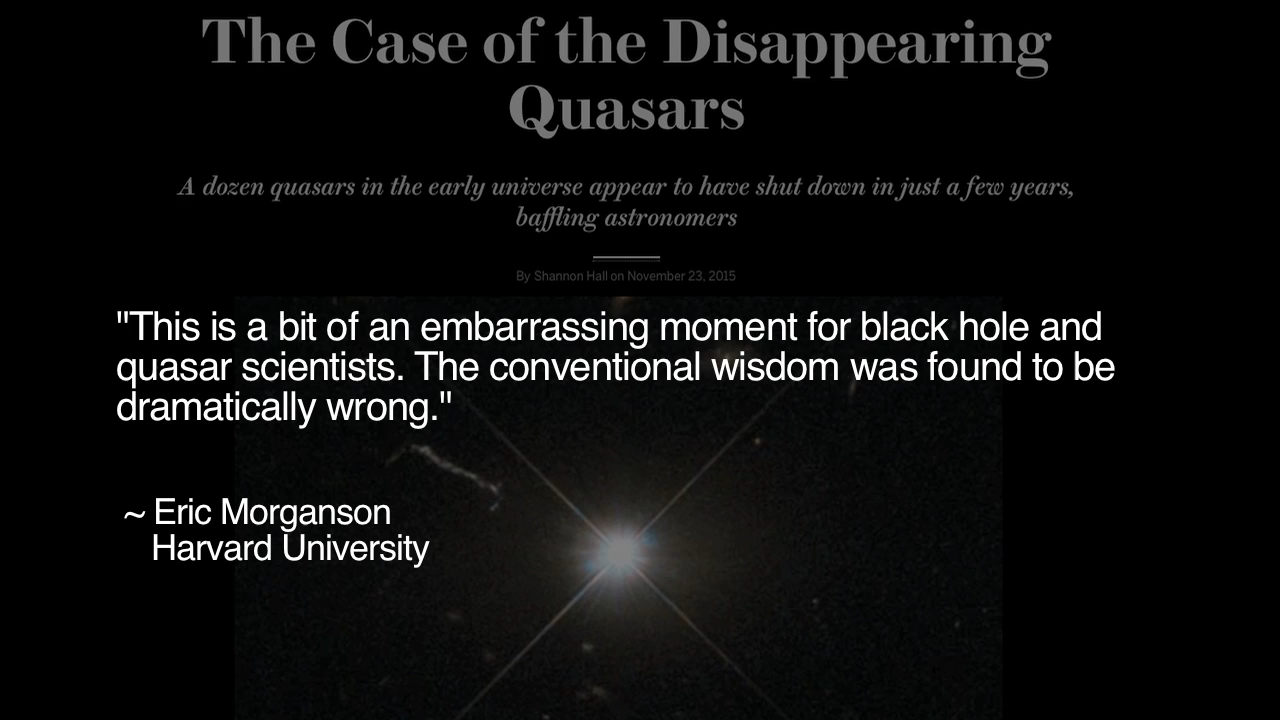 The Case of the Disappearing
Quasars
A dozen quasars in the early universe appear to have shut down in just a few years,
baffling astronomers
By Shannon Hall on November 23, 2015
"This is a bit of an embarrassing moment for black hole and
quasar scientists. The conventional wisdom was found to be
dramatically wrong."
~ Eric Morganson
Harvard University